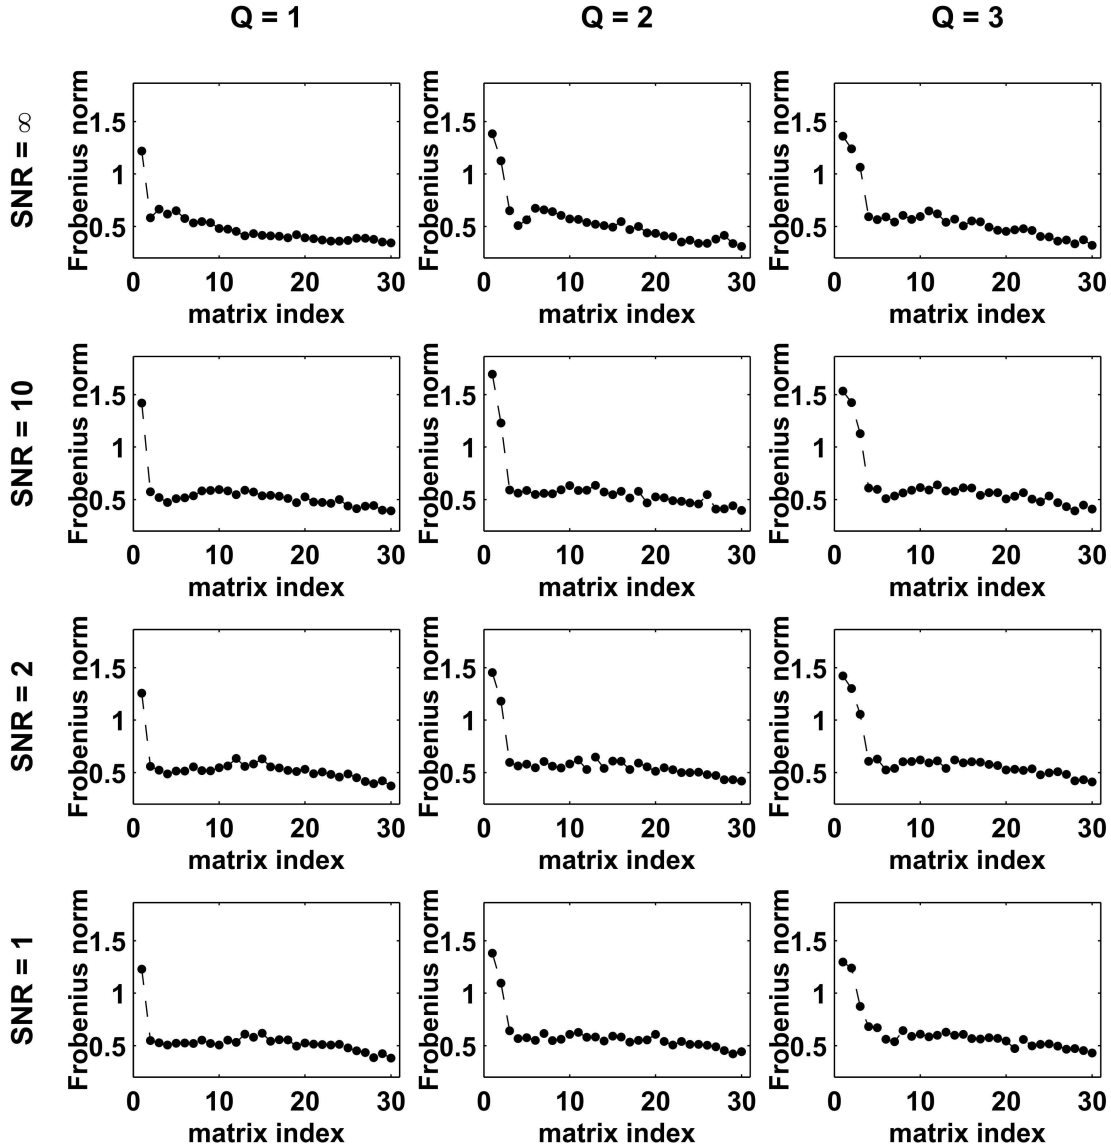 Q = 1
Q = 2
Q = 3
SNR = ∞
Frobenius norm
1.5
1
0.5
0 10 20 30
matrix index
Frobenius norm
1.5
1
0.5
0 10 20 30
matrix index
Frobenius norm
1.5
1
0.5
0 10 20 30
matrix index
SNR = 10
Frobenius norm
1.5
1
0.5
0 10 20 30
matrix index
Frobenius norm
1.5
1
0.5
0 10 20 30
matrix index
Frobenius norm
1.5
1
0.5
0 10 20 30
matrix index
SNR = 2
Frobenius norm
1.5
1
0.5
0 10 20 30
matrix index
Frobenius norm
1.5
1
0.5
0 10 20 30
matrix index
Frobenius norm
1.5
1
0.5
0 10 20 30
matrix index
SNR = 1
Frobenius norm
1.5
1
0.5
0 10 20 30
matrix index
Frobenius norm
1.5
1
0.5
0 10 20 30
matrix index
Frobenius norm
1.5
1
0.5
0 10 20 30
matrix index